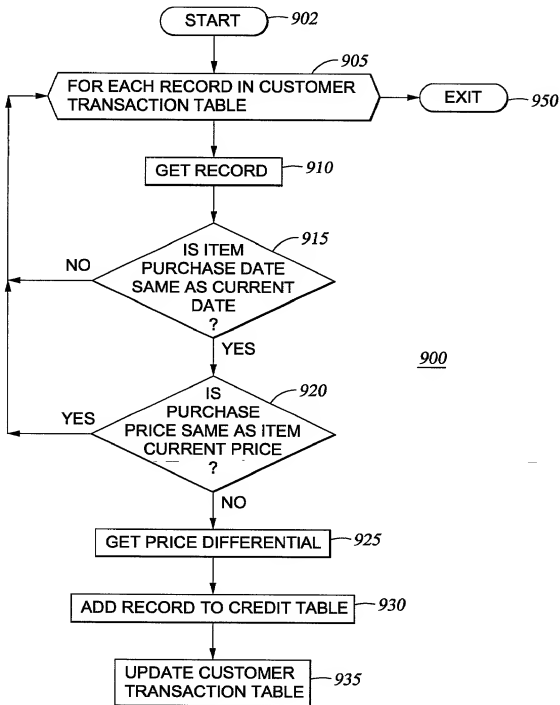 START
902
905
FOR EACH RECORD IN CUSTOMER
TRANSACTION TABLE
EXIT
950
GET RECORD
910
915
IS ITEM
PURCHASE DATE
SAME AS CURRENT
DATE
?
NO
YES
900
920
IS
PURCHASE
PRICE SAME AS ITEM
CURRENT PRICE
?
YES
NO
GET PRICE DIFFERENTIAL
925
ADD RECORD TO CREDIT TABLE
930
UPDATE CUSTOMER
TRANSACTION TABLE
935